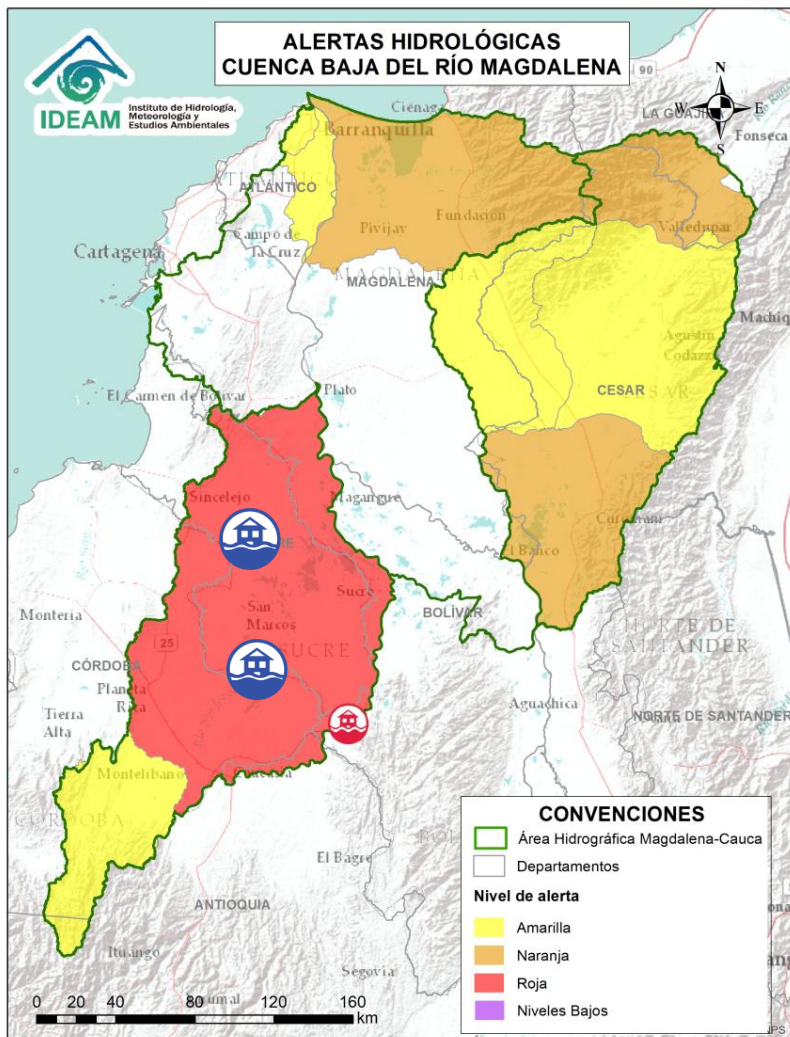 ALERTAS HIDROLÓGICAS
CUENCA BAJA DEL RÍO MAGDALENA
IDEAM
Instituto de Hidrología,
Meteorología y
Estudios Ambientales
N
W
E
S
90
Ciénaga
LA GUAJIRA
Barranquilla
Fonseca
ATLÁNTICO
Pivijay
Fundación
Valledupar
Cartagena
Campo de
la Cruz
MAGDALENA
MAGDALENA
Agustín
Codazzi
CESAR
El Carmen de Bolívar
Plato
Sincelejo
Magangué
El Banco
Sucre
San
Marcos
BOLÍVAR
SUCRE
Montería
25
CÓRDOBA
Planeta
Rica
Tierra
Alta
NORTE DE
SANTANDER
Aguachica
NORTE DE SANTANDER
Montelíbano
CÓRDOBA
El Bagre
ANTIOQUIA
Ituango
Segovia
CONVENCIONES
Área Hidrográfica Magdalena-Cauca
Departamentos
Nivel de alerta
Amarilla
Naranja
Roja
Niveles Bajos
0 20 40 80 120 160
km